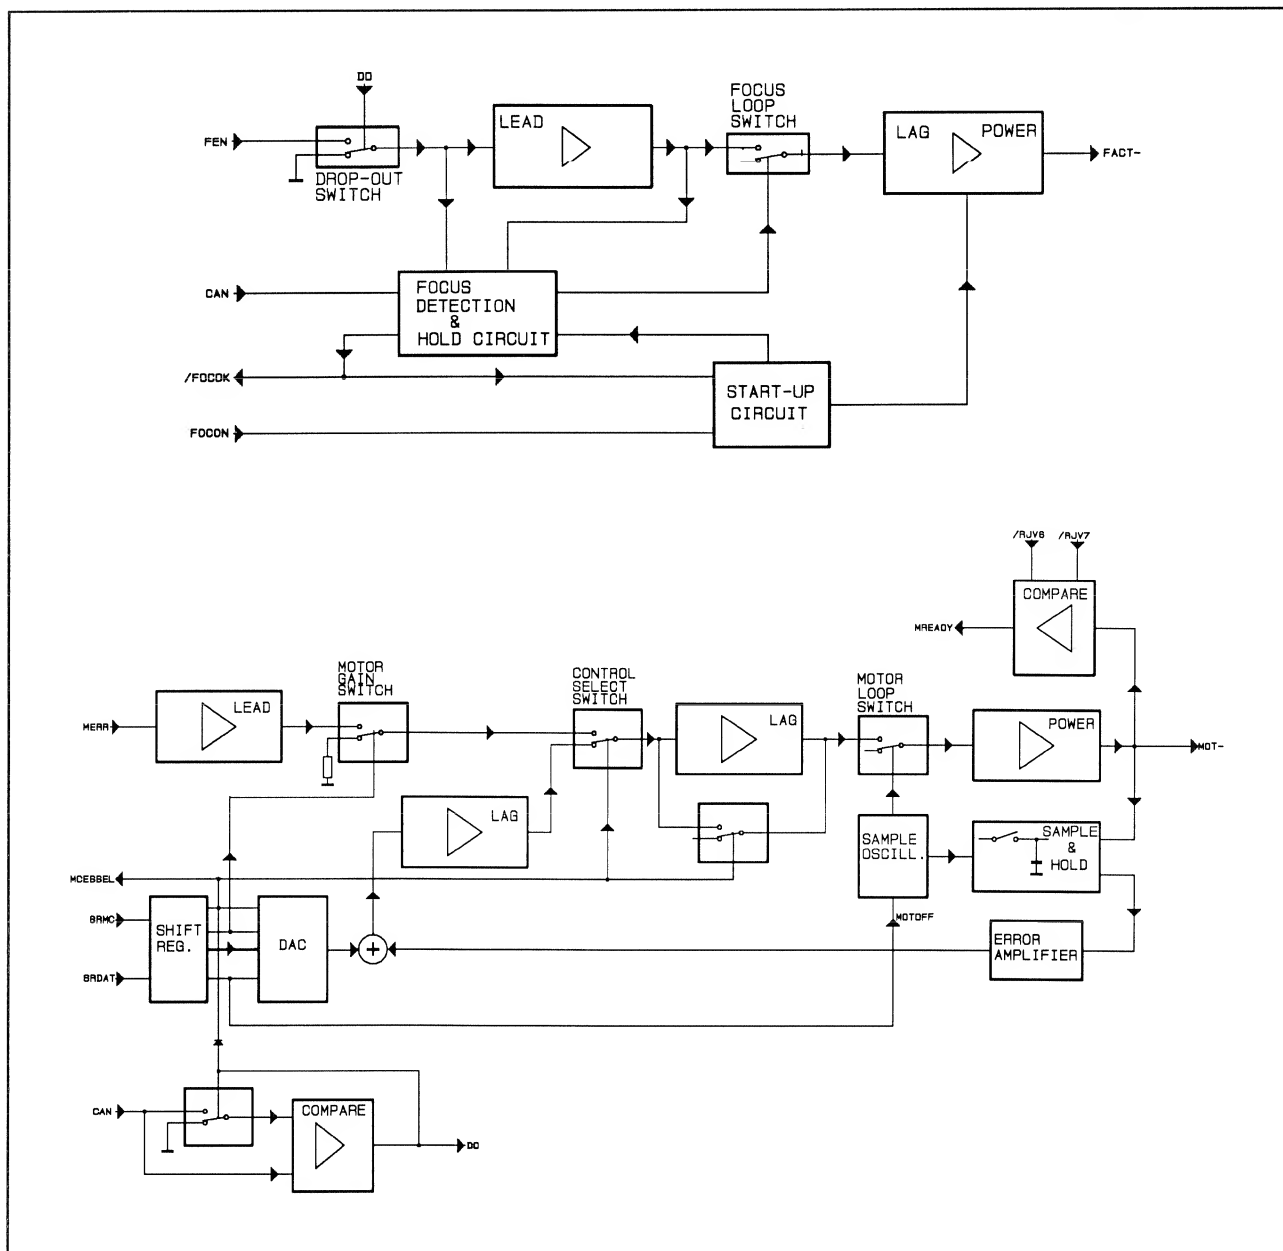 DO
FOCUS
LOOP
SWITCH
FEN
LEAD
LAG POWER
FACT-
DROP-OUT
SWITCH
CAN
FOCUS
DETECTION
&
HOLD CIRCUIT
/FOCOK
START-UP
CIRCUIT
FOCON
/RJV6 /RJV7
COMPARE
MREADY
MOTOR
GAIN
SWITCH
CONTROL
SELECT
SWITCH
MOTOR
LOOP
SWITCH
MERR
LEAD
LAG
POWER
MOT-
LAG
SAMPLE
OSCILL.
SAMPLE
&
HOLD
MCEBSEL
SRMC
SHIFT
REG.
DAC
+
MOTOFF
ERROR
AMPLIFIER
SRDAT
CAN
COMPARE
DO